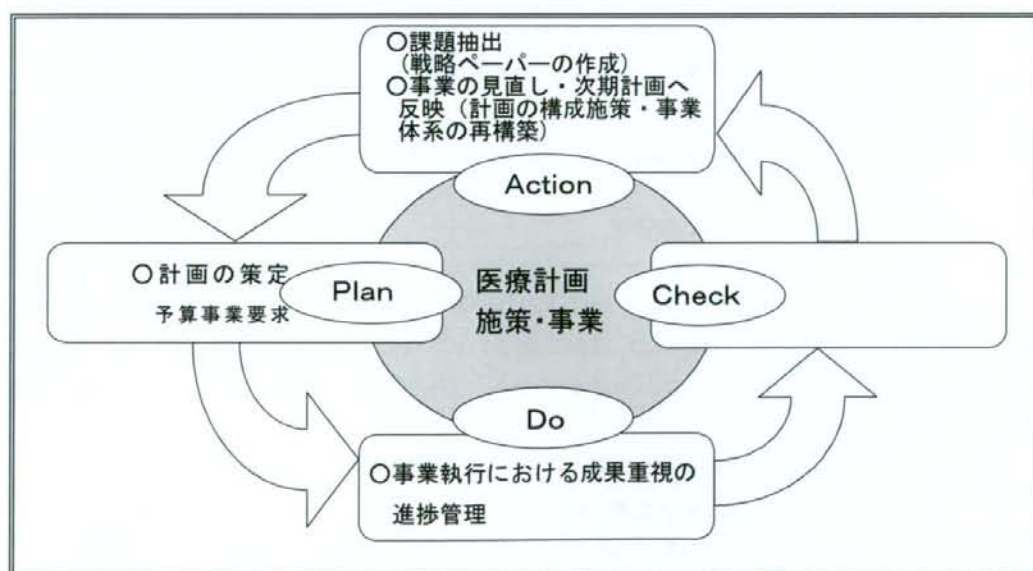 ○課題抽出
(戦略ペーパーの作成)
○事業の見直し・次期計画へ
反映（計画の構成施策・事業
体系の再構築）
Action
○計画の策定
予算事業要求
Plan
医療計画
施策・事業
Check
Do
○事業執行における成果重視の
進捗管理